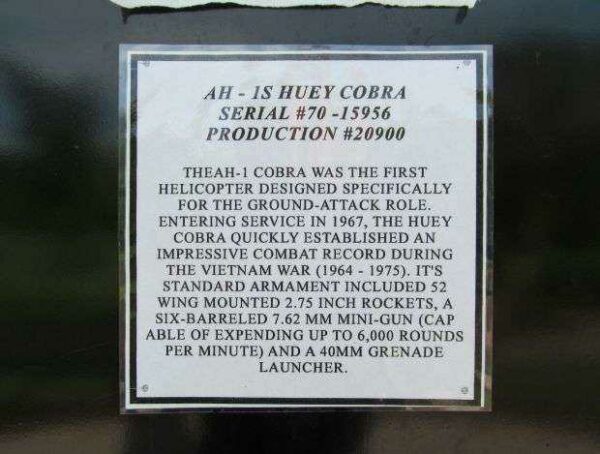 AH - 1S HUEY COBRA
SERIAL #70 -15956
PRODUCTION #20900
THEAH-1 COBRA WAS THE FIRST
HELICOPTER DESIGNED SPECIFICALLY
FOR THE GROUND-ATTACK ROLE.
ENTERING SERVICE IN 1967, THE HUEY
COBRA QUICKLY ESTABLISHED AN
IMPRESSIVE COMBAT RECORD DURING
THE VIETNAM WAR (1964 - 1975). IT'S
STANDARD ARMAMENT INCLUDED 52
WING MOUNTED 2.75 INCH ROCKETS, A
SIX-BARRELED 7.62 MM MINI-GUN (CAP
ABLE OF EXPENDING UP TO 6,000 ROUNDS
PER MINUTE) AND A 40MM GRENADE
LAUNCHER.